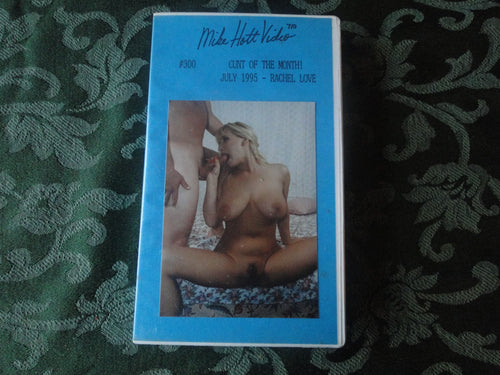 Mike Hott Video™
#300 CUNT OF THE MONTH!
JULY 1995 - RACHEL LOVE